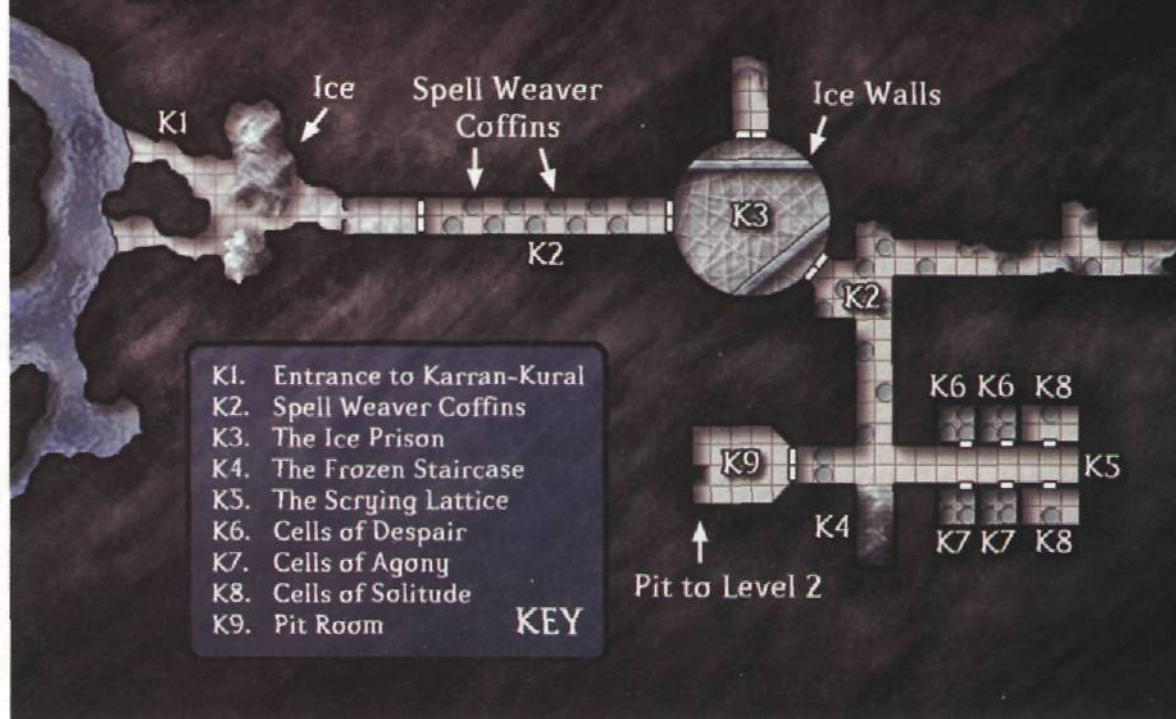 Ice
Spell Weaver
Coffins
Ice Walls
K1
K3
K2
K2
K1. Entrance to Karran-Kural
K2. Spell Weaver Coffins
K3. The Ice Prison
K4. The Frozen Staircase
K5. The Scrying Lattice
K6. Cells of Despair
K7. Cells of Agony
K8. Cells of Solitude
K9. Pit Room
KEY
K6 K6 K8
K9
K5
K4
K7 K7 K8
Pit to Level 2